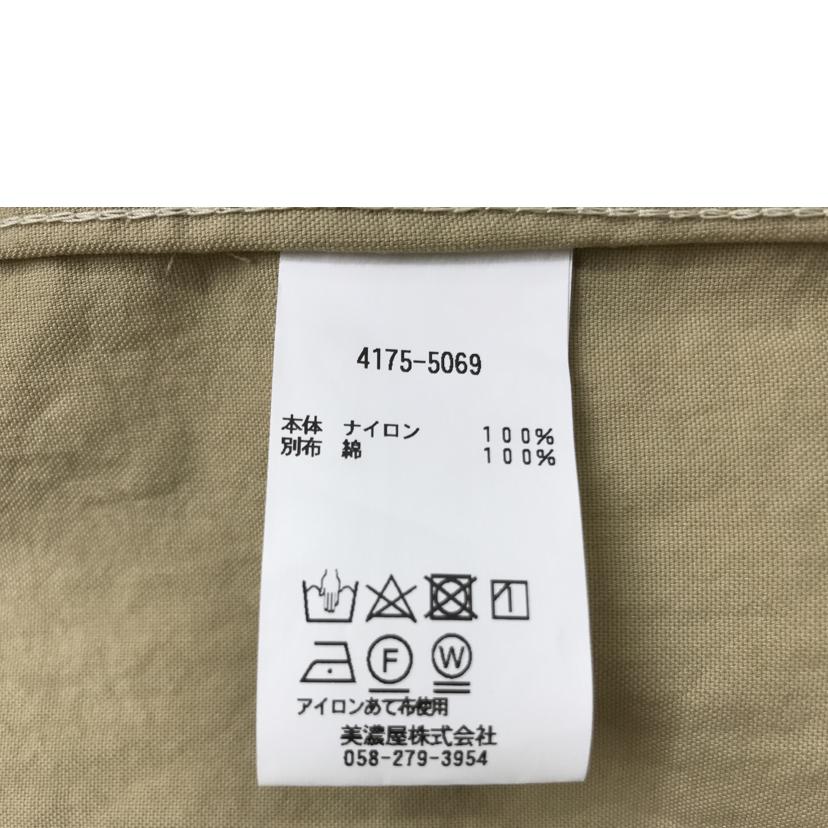 4175-5069
本体 ナイロン 100%
別布 綿 100%
F W
アイロンあて布使用
美濃屋株式会社
058-279-3954